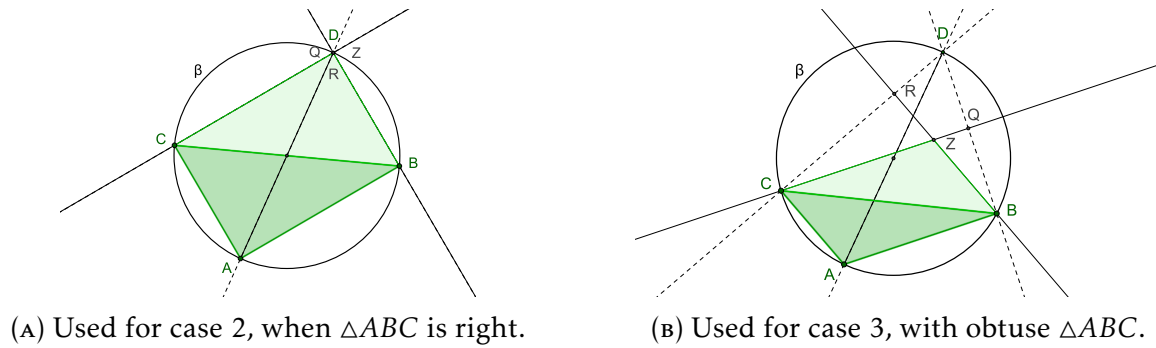 D
Q Z
R
β
C
B
A
D
β
R
Q
Z
C
B
A
(A) Used for case 2, when △ABC is right.
(B) Used for case 3, with obtuse △ABC.